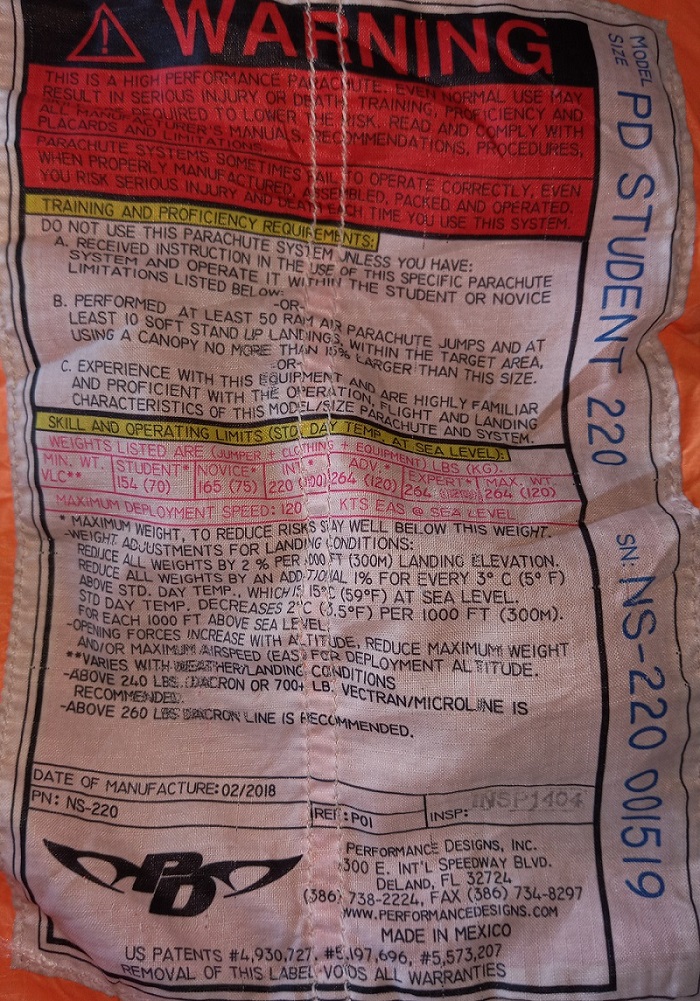 WARNING
THIS IS A HIGH PERFORMANCE PARACHUTE. EVEN NORMAL USE MAY
RESULT IN SERIOUS INJURY OR DEATH. TRAINING, PROFICIENCY AND
ALL REQUIRED TO LOWER THE RISK. READ AND COMPLY WITH
MANUALS, RECOMMENDATIONS, PROCEDURES,
PLACARDS AND LIMITATIONS.
PARACHUTE SYSTEMS SOMETIMES FAIL TO OPERATE CORRECTLY, EVEN
WHEN PROPERLY MANUFACTURED, ASSEMBLED, PACKED AND OPERATED.
YOU RISK SERIOUS INJURY AND DEATH EACH TIME YOU USE THIS SYSTEM.
TRAINING AND PROFICIENCY REQUIREMENTS:
DO NOT USE THIS PARACHUTE SYSTEM UNLESS YOU HAVE:
A. RECEIVED INSTRUCTION IN THE USE OF THIS SPECIFIC PARACHUTE
SYSTEM AND OPERATE IT WITHIN THE STUDENT OR NOVICE
LIMITATIONS LISTED BELOW:
-OR-
B. PERFORMED AT LEAST 50 RAM AIR PARACHUTE JUMPS AND AT
LEAST 10 SOFT STAND UP LANDINGS, WITHIN THE TARGET AREA,
USING A CANOPY NO MORE THAN 15% LARGER THAN THIS SIZE.
-OR-
C. EXPERIENCE WITH THIS EQUIPMENT AND ARE HIGHLY FAMILIAR
AND PROFICIENT WITH THE OPERATION, FLIGHT AND LANDING
CHARACTERISTICS OF THIS MODEL/SIZE PARACHUTE AND SYSTEM.
SKILL AND OPERATING LIMITS (STD. DAY TEMP. AT SEA LEVEL):
WEIGHTS LISTED ARE (JUMPER + CLOTHING + EQUIPMENT) LBS (KG).
MIN. WT. STUDENT* NOVICE* INT.* ADV.* EXPERT* MAX. WT.
VLC** 154 (70) 165 (75) 220 (100) 264 (120) 264 264 (120)
MAXIMUM DEPLOYMENT SPEED: 120 KTS EAS @ SEA LEVEL
* MAXIMUM WEIGHT, TO REDUCE RISKS STAY WELL BELOW THIS WEIGHT.
-WEIGHT ADJUSTMENTS FOR LANDING CONDITIONS:
REDUCE ALL WEIGHTS BY 2 % PER 1000 FT (300M) LANDING ELEVATION.
REDUCE ALL WEIGHTS BY AN ADDITIONAL 1% FOR EVERY 3° C (5° F)
ABOVE STD. DAY TEMP., WHICH IS 15°C (59°F) AT SEA LEVEL.
STD DAY TEMP. DECREASES 2°C (3.5°F) PER 1000 FT (300M).
FOR EACH 1000 FT ABOVE SEA LEVEL
-OPENING FORCES INCREASE WITH ALTITUDE, REDUCE MAXIMUM WEIGHT
AND/OR MAXIMUM AIRSPEED (EAS) FOR DEPLOYMENT ALTITUDE.
**VARIES WITH WEATHER/LANDING CONDITIONS
-ABOVE 240 LBS. DACRON OR 700+ LB. VECTRAN/MICROLINE IS
RECOMMENDED.
-ABOVE 260 LBS DACRON LINE IS RECOMMENDED.
DATE OF MANUFACTURE: 02/2018
PN: NS-220
REF: P01
INSP: INSP1404
PD
PERFORMANCE DESIGNS, INC.
1300 E. INT'L SPEEDWAY BLVD.
DELAND, FL 32724
(386) 738-2224, FAX (386) 734-8297
WWW.PERFORMANCEDESIGNS.COM
MADE IN MEXICO
US PATENTS #4,930,727, #5,197,696, #5,573,207
REMOVAL OF THIS LABEL VOIDS ALL WARRANTIES
MODEL
SIZE
PD STUDENT 220
SN: NS-220 001519